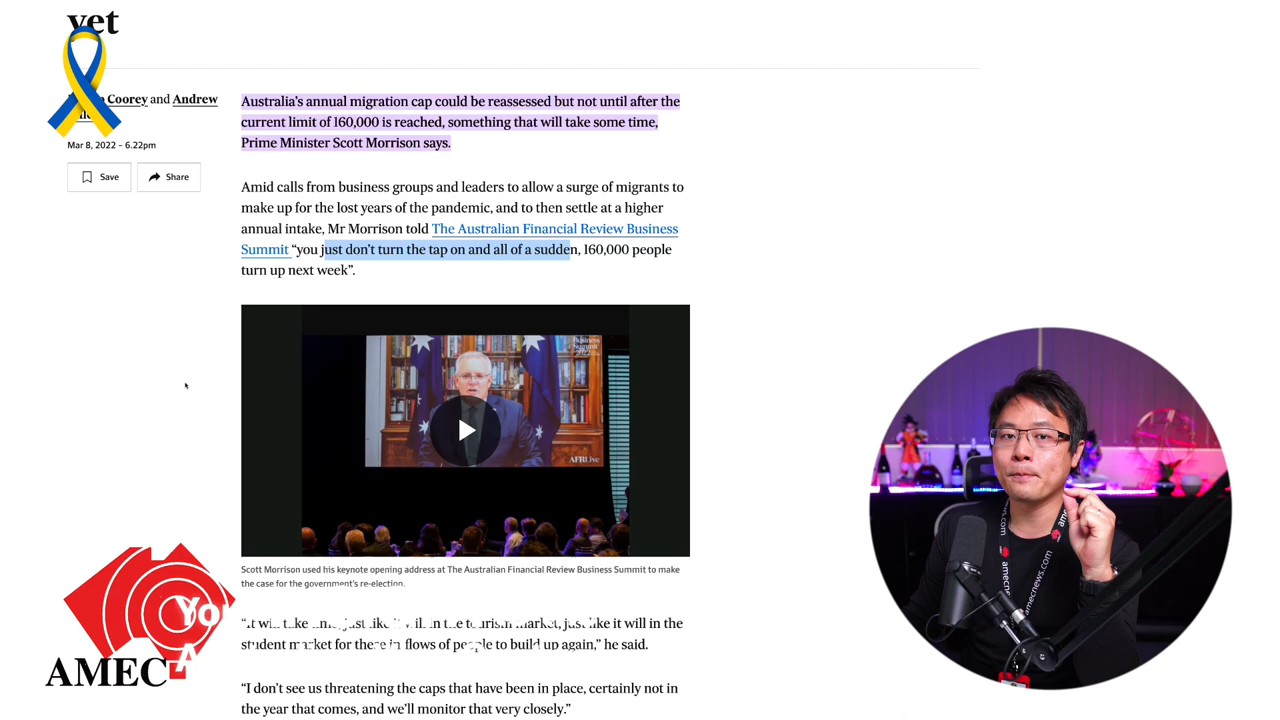 yet
Coorey and Andrew
Mar 8, 2022 – 6.22pm
Save
Share
Australia's annual migration cap could be reassessed but not until after the
current limit of 160,000 is reached, something that will take some time,
Prime Minister Scott Morrison says.
Amid calls from business groups and leaders to allow a surge of migrants to
make up for the lost years of the pandemic, and to then settle at a higher
annual intake, Mr Morrison told The Australian Financial Review Business
Summit “you just don't turn the tap on and all of a sudden, 160,000 people
turn up next week”.
Business
Summit
AFRLive
Scott Morrison used his keynote opening address at The Australian Financial Review Business Summit to make
the case for the government's re-election.
“It will take time, just like it will in the tourism market, just like it will in the
student market for these in flows of people to build up again,” he said.
“I don't see us threatening the caps that have been in place, certainly not in
the year that comes, and we'll monitor that very closely.”
You
A
AMEC
amecnews.com